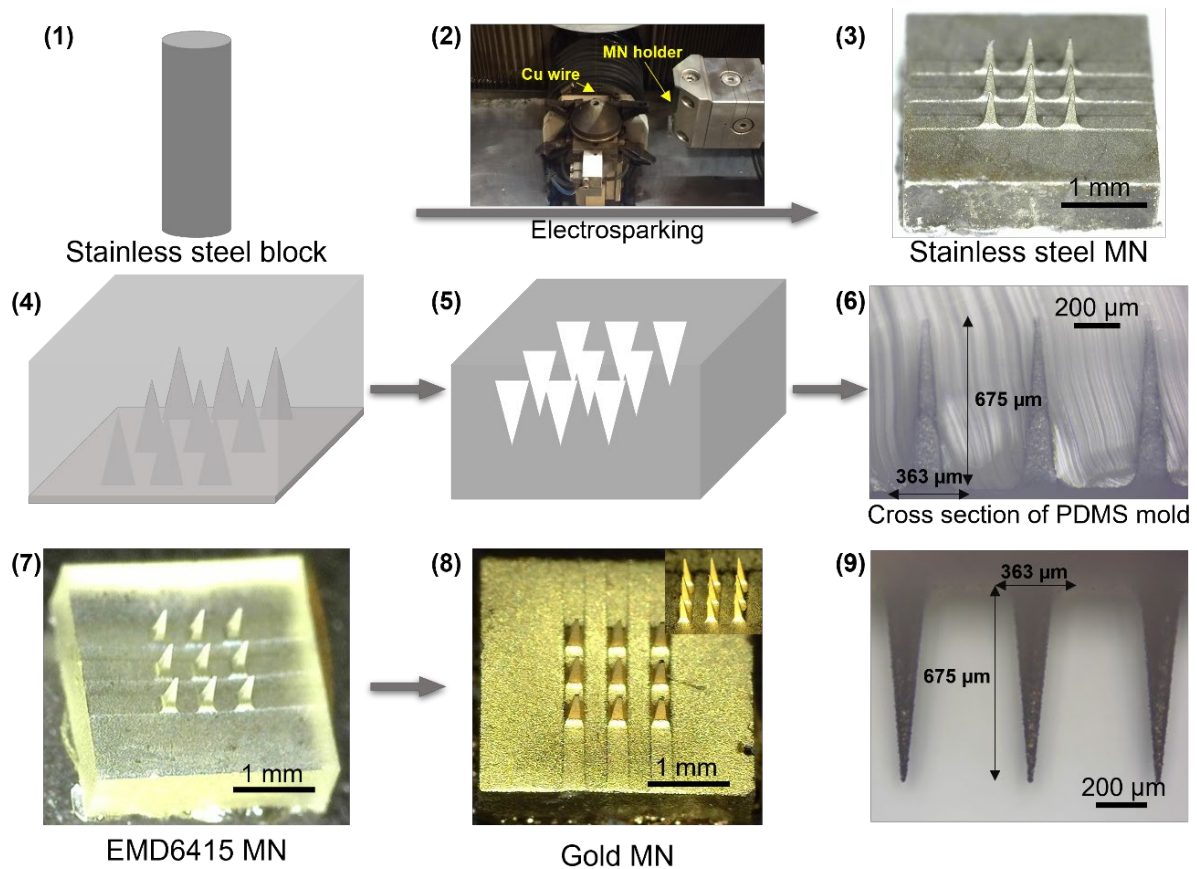 (1)
(2)
MN holder
Cu wire
(3)
1 mm
Stainless steel block
Electrosparking
Stainless steel MN
(4)
(5)
(6)
200 µm
675 µm
363 µm
Cross section of PDMS mold
(7)
1 mm
EMD6415 MN
(8)
1 mm
Gold MN
(9)
363 µm
675 µm
200 µm